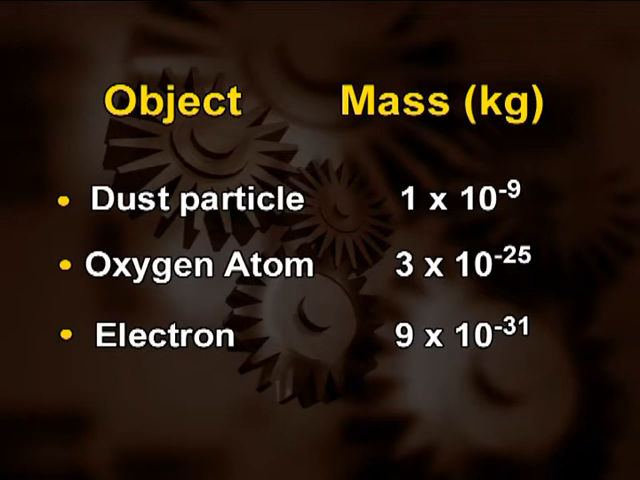 Object Mass (kg)
• Dust particle 1 x 10⁻⁹
• Oxygen Atom 3 x 10⁻²⁵
• Electron 9 x 10⁻³¹